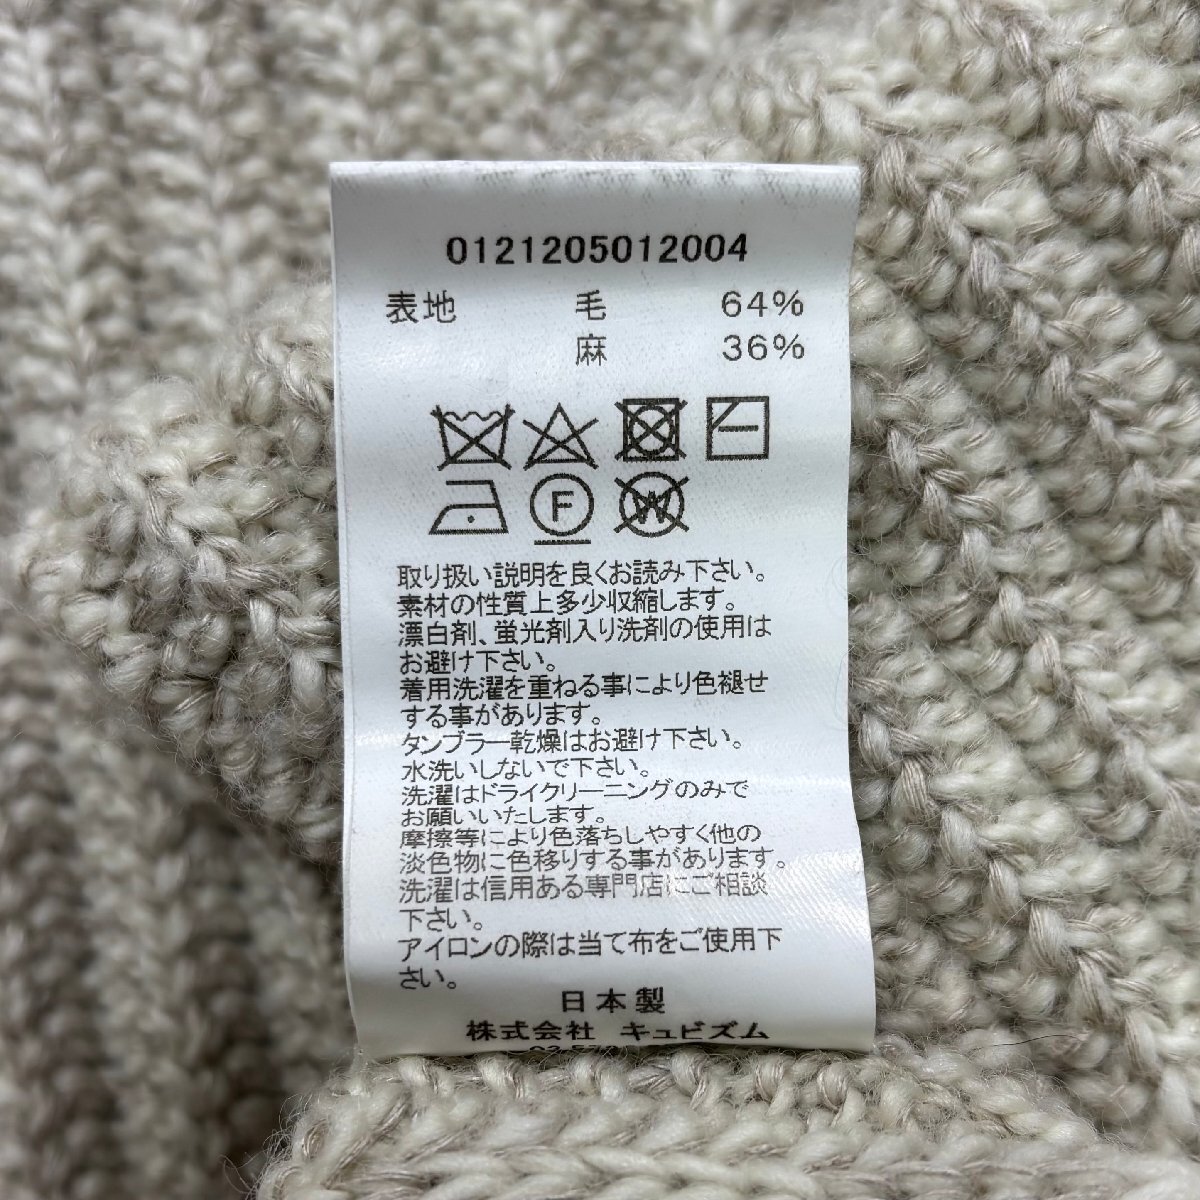 0121205012004
表地 毛 64%
麻 36%
F W
取り扱い説明を良くお読み下さい。
素材の性質上多少収縮します。
漂白剤、蛍光剤入り洗剤の使用は
お避け下さい。
着用洗濯を重ねる事により色褪せ
する事があります。
タンブラー乾燥はお避け下さい。
水洗いしないで下さい。
洗濯はドライクリーニングのみで
お願いいたします。
摩擦等により色落ちしやすく他の
淡色物に色移りする事があります。
洗濯は信用ある専門店にご相談
下さい。
アイロンの際は当て布をご使用下
さい。
日本製
株式会社 キュビズム